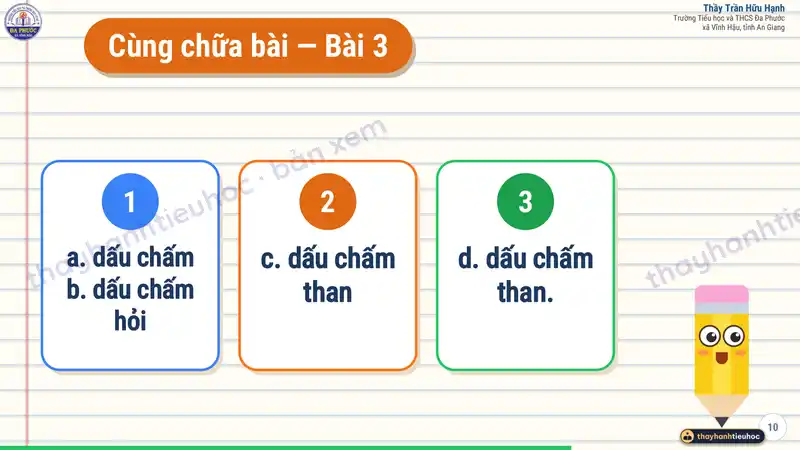 ĐA PHƯỚC
Thầy Trần Hữu Hạnh
Trường Tiểu học và THCS Đa Phước
xã Vĩnh Hậu, tỉnh An Giang
Cùng chữa bài – Bài 3
1
a. dấu chấm
b. dấu chấm
hỏi
2
c. dấu chấm
than
3
d. dấu chấm
than.
thayhanhtieuhoc · bản xem
thayhanhtieuhoc
10